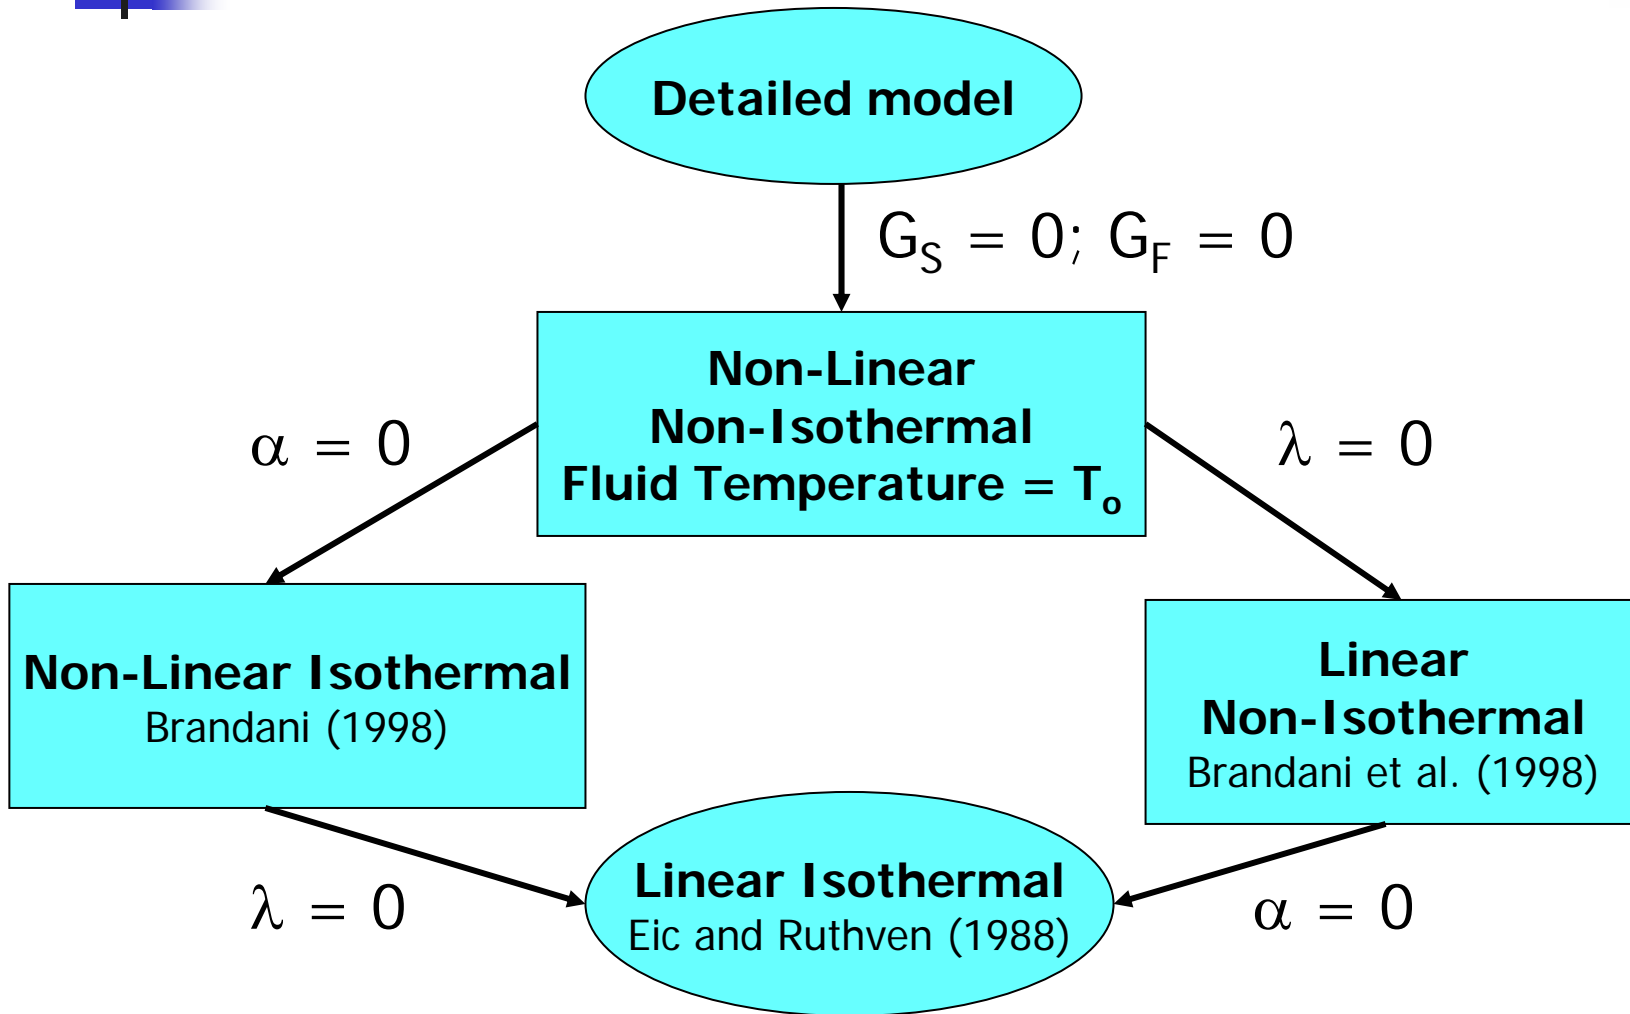 Detailed model
G_S = 0; G_F = 0
Non-Linear
Non-Isothermal
Fluid Temperature = T_o
α = 0
λ = 0
Non-Linear Isothermal
Brandani (1998)
Linear
Non-Isothermal
Brandani et al. (1998)
λ = 0
Linear Isothermal
Eic and Ruthven (1988)
α = 0